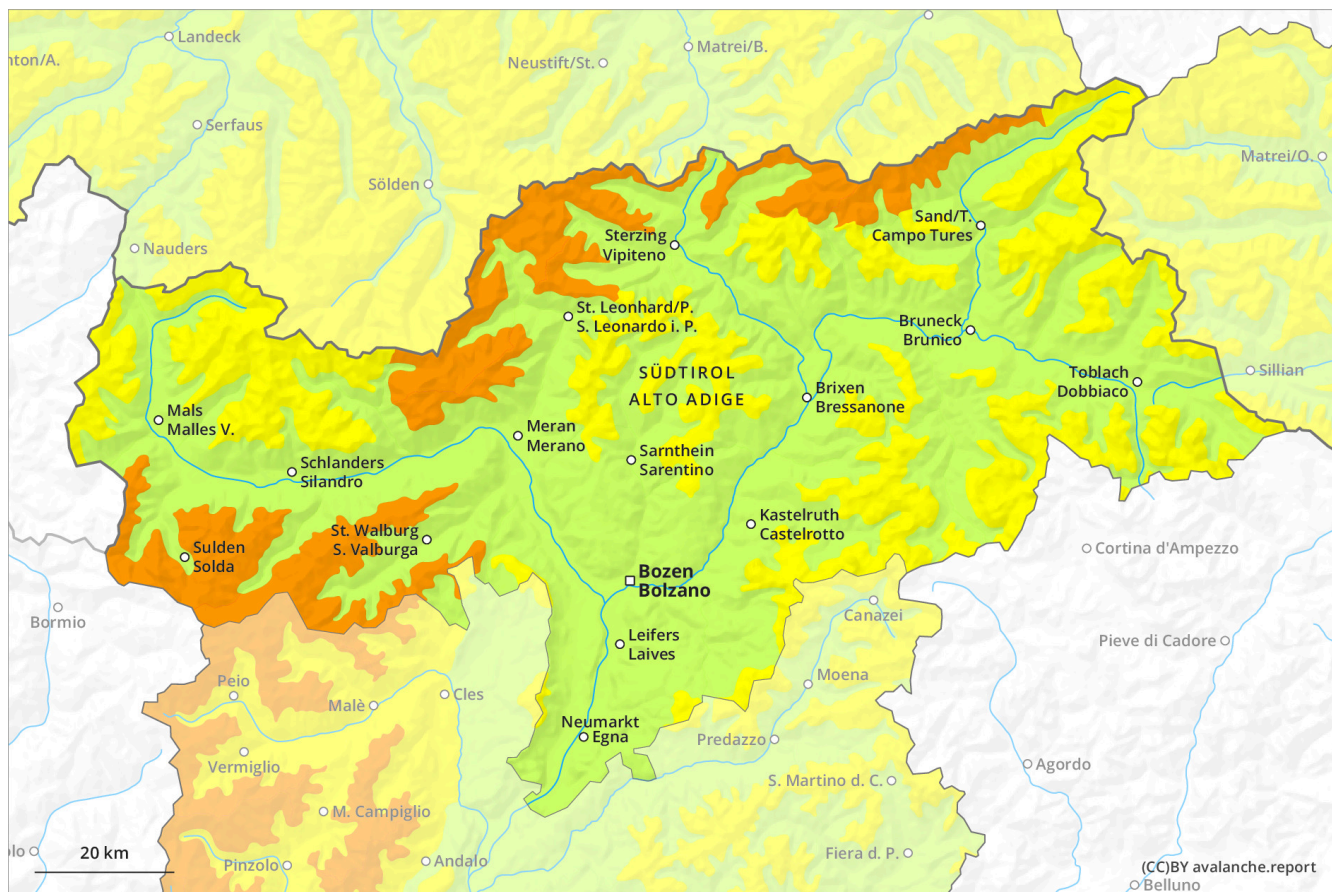 Landeck
nton/A.
Matrei/B.
Neustift/St.
Serfaus
Matrei/O.
Sölden
Sand/T.
Campo Tures
Sterzing
Vipiteno
Nauders
St. Leonhard/P.
S. Leonardo i. P.
Bruneck
Brunico
SÜDTIROL
ALTO ADIGE
Toblach
Dobbiaco
Sillian
Brixen
Bressanone
Mals
Malles V.
Meran
Merano
Sarnthein
Sarentino
Schlanders
Silandro
Kastelruth
Castelrotto
St. Walburg
S. Valburga
Sulden
Solda
Cortina d'Ampezzo
Bozen
Bolzano
Bormio
Canazei
Leifers
Laives
Pieve di Cadore
Peio
Malè
Cles
Moena
Neumarkt
Egna
Predazzo
Vermiglio
Agordo
S. Martino d. C.
M. Campiglio
olo
20 km
Pinzolo
Andalo
Fiera d. P.
(CC)BY avalanche.report
Belluno